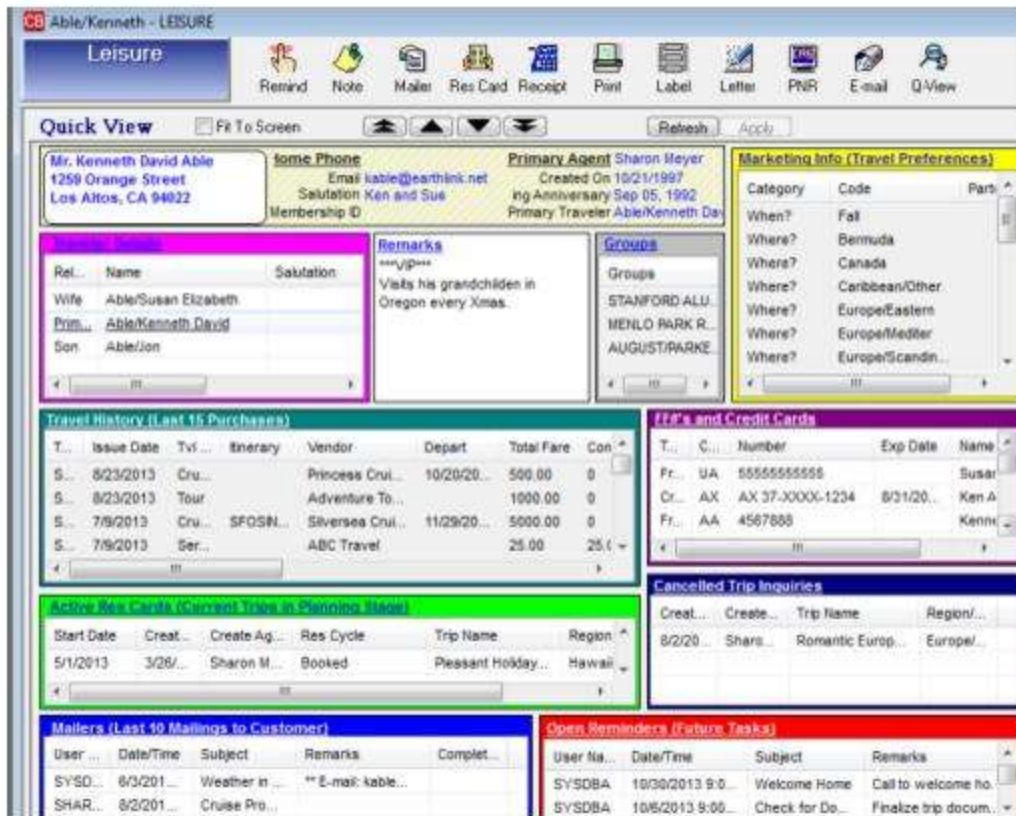 CB Able/Kenneth - LEISURE
Leisure
Remind Note Mailer Res Card Receipt Print Label Letter PNR E-mail Q-View
Quick View Fit To Screen Refresh Apply
Mr. Kenneth David Able
1259 Orange Street
Los Altos, CA 94022
Home Phone
Email kable@earthlink.net
Salutation Ken and Sue
Membership ID
Primary Agent Sharon Meyer
Created On 10/21/1997
ing Anniversary Sep 05, 1992
Primary Traveler Able/Kenneth Dav
Marketing Info (Travel Preferences)
Category Code Parti
When? Fall
Where? Bermuda
Where? Canada
Where? Caribbean/Other
Where? Europe/Eastern
Where? Europe/Mediter
Where? Europe/Scandin...
Details
Rel... Name Salutation
Wife Able/Susan Elizabeth
Prim... Able/Kenneth David
Son Able/Jon
Remarks
***VIP***
Visits his grandchilden in
Oregon every Xmas.
Groups
Groups
STANFORD ALU...
MENLO PARK R...
AUGUST/PARKE...
Travel History (Last 15 Purchases)
T... Issue Date Tvl ... Itinerary Vendor Depart Total Fare Con
S... 8/23/2013 Cru... Princess Crui... 10/20/20... 500.00 0
S... 8/23/2013 Tour Adventure To... 1000.00 0
S... 7/9/2013 Cru... SFOSIN... Silversea Crui... 11/29/20... 5000.00 0
S... 7/9/2013 Ser... ABC Travel 25.00 25.(
FF#'s and Credit Cards
T... C... Number Exp Date Name
Fr... UA 55555555555 Susan
Cr... AX AX 37-XXXX-1234 8/31/20... Ken A
Fr... AA 4567888 Kenne
Active Res Cards (Current Trips in Planning Stage)
Start Date Creat... Create Ag... Res Cycle Trip Name Region
5/1/2013 3/26/... Sharon M... Booked Pleasant Holiday... Hawaii
Cancelled Trip Inquiries
Creat... Create... Trip Name Region/...
8/2/20... Sharo... Romantic Europ... Europe/...
Mailers (Last 10 Mailings to Customer)
User ... Date/Time Subject Remarks Complet...
SYSD... 6/3/201... Weather in ... ** E-mail: kable...
SHAR... 8/2/201... Cruise Pro...
Open Reminders (Future Tasks)
User Na... Date/Time Subject Remarks
SYSDBA 10/30/2013 9:0... Welcome Home Call to welcome ho...
SYSDBA 10/6/2013 9:00... Check for Do... Finalize trip docum...